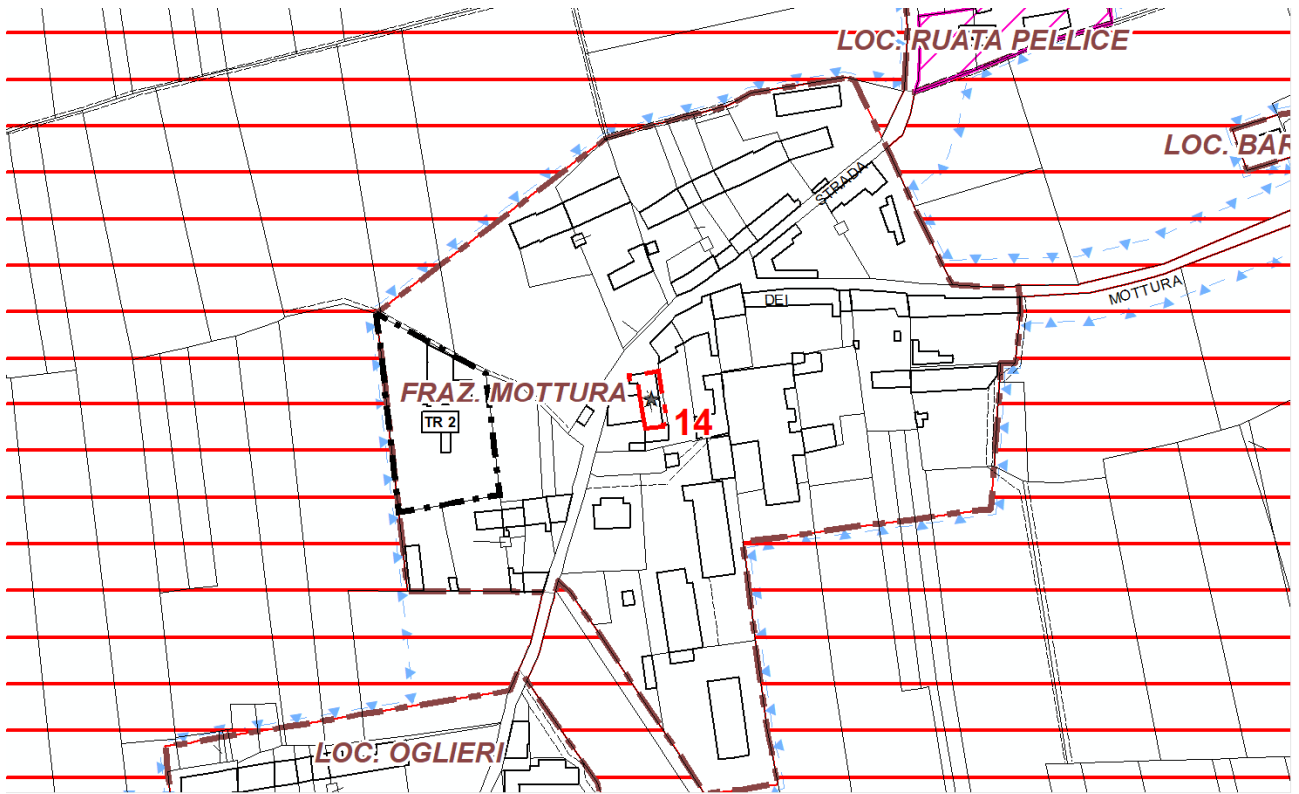 LOC. RUATA PELLICE
LOC. BAR
STRADA
DEI
MOTTURA
FRAZ. MOTTURA
TR 2
14
LOC. OGLIERI